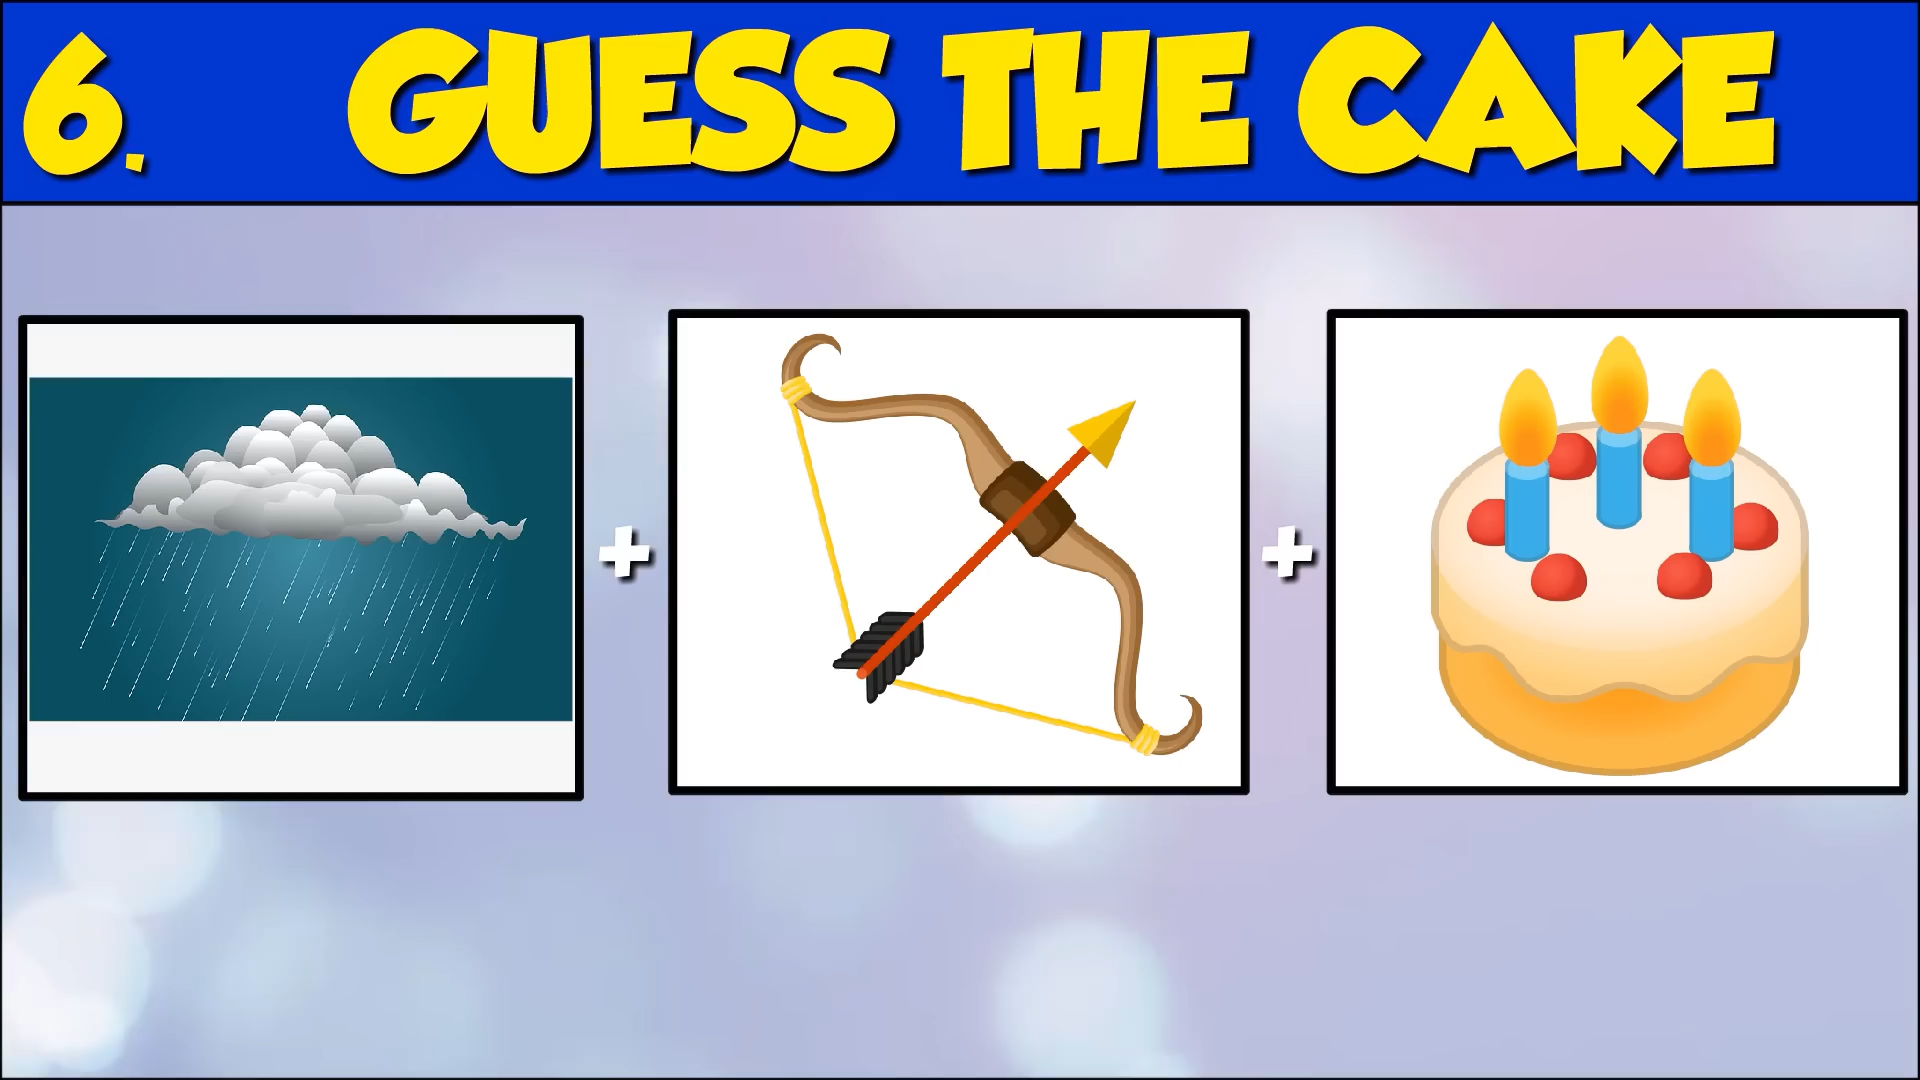 6. GUESS THE CAKE
+ +